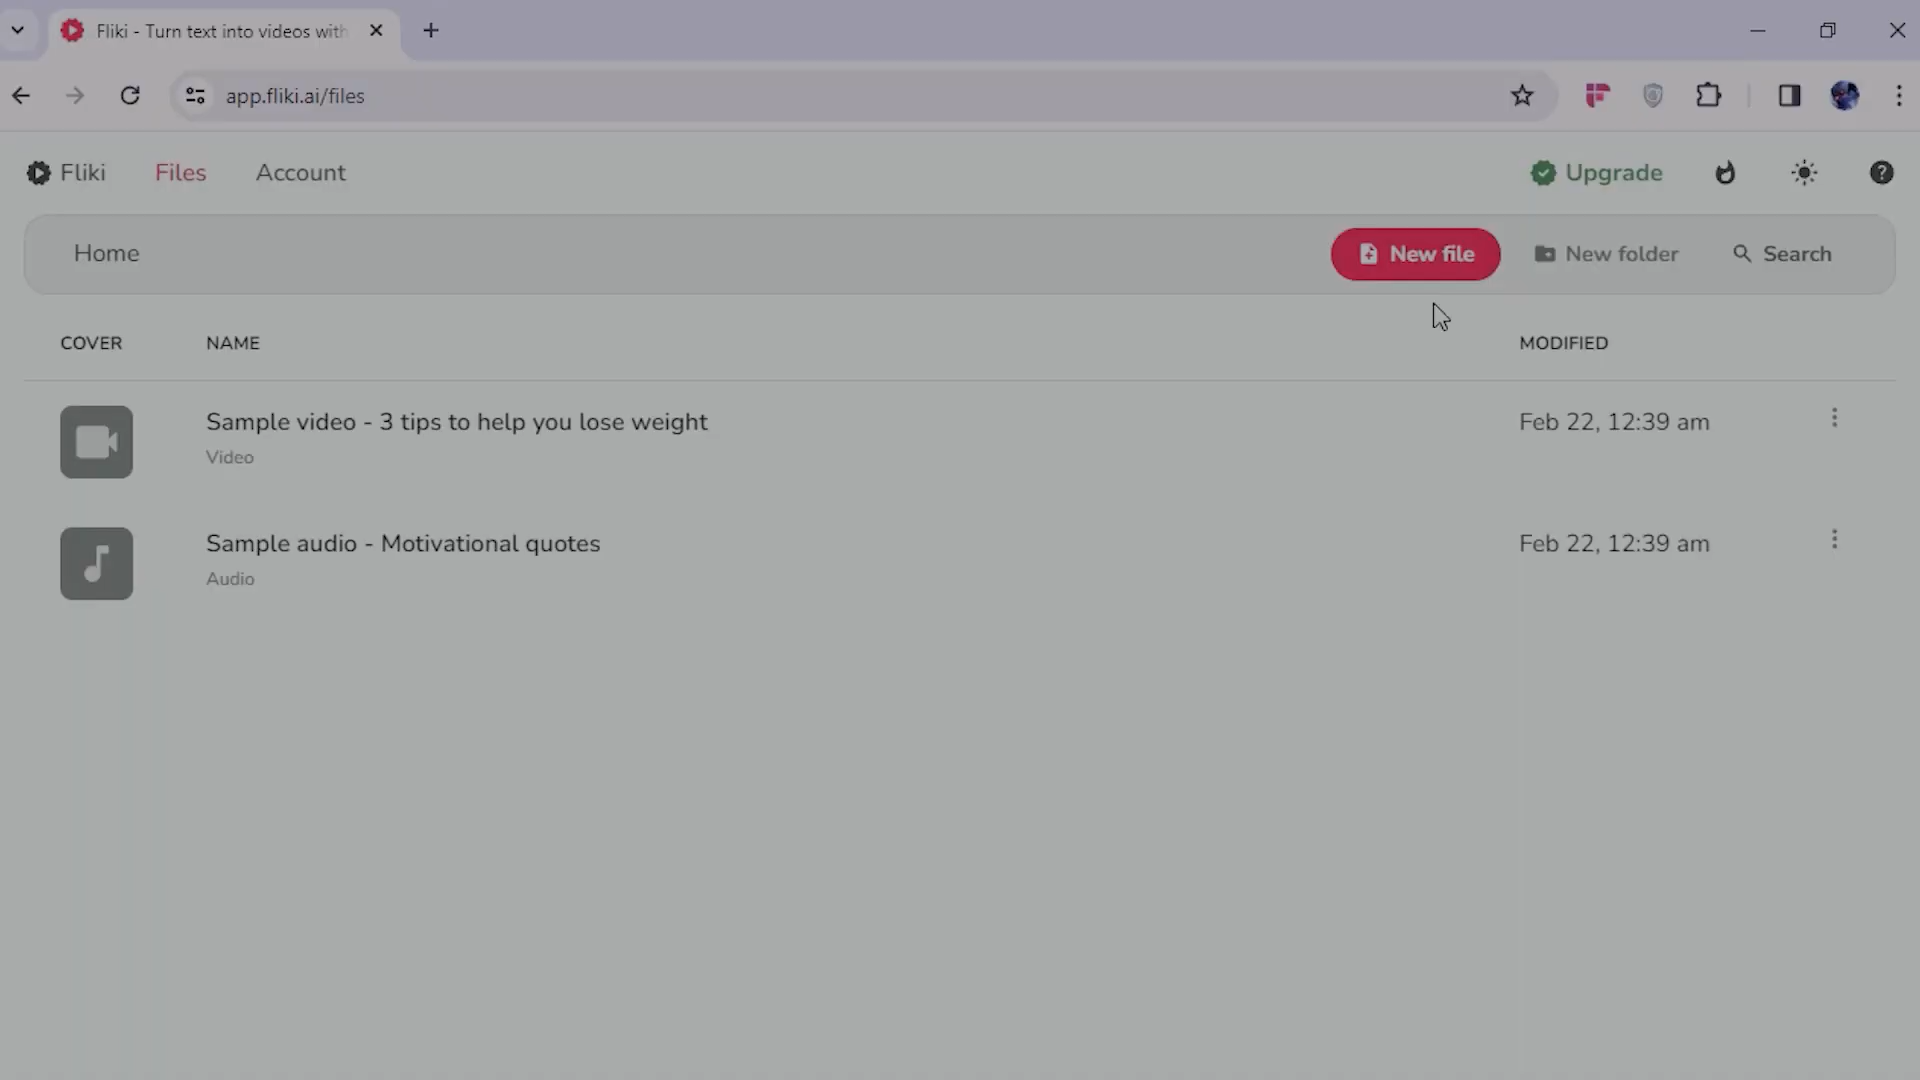 Fliki - Turn text into videos with
app.fliki.ai/files
Fliki Files Account Upgrade
Home New file New folder Search
COVER NAME MODIFIED
Sample video - 3 tips to help you lose weight Feb 22, 12:39 am
Video
Sample audio - Motivational quotes Feb 22, 12:39 am
Audio